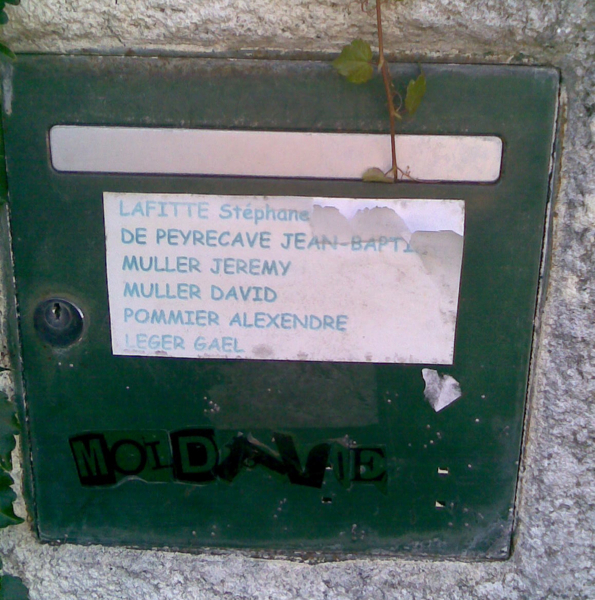 LAFITTE Stéphane
DE PEYRECAVE JEAN-BAPTI
MULLER JEREMY
MULLER DAVID
POMMIER ALEXENDRE
LEGER GAEL
MOLDAVIE